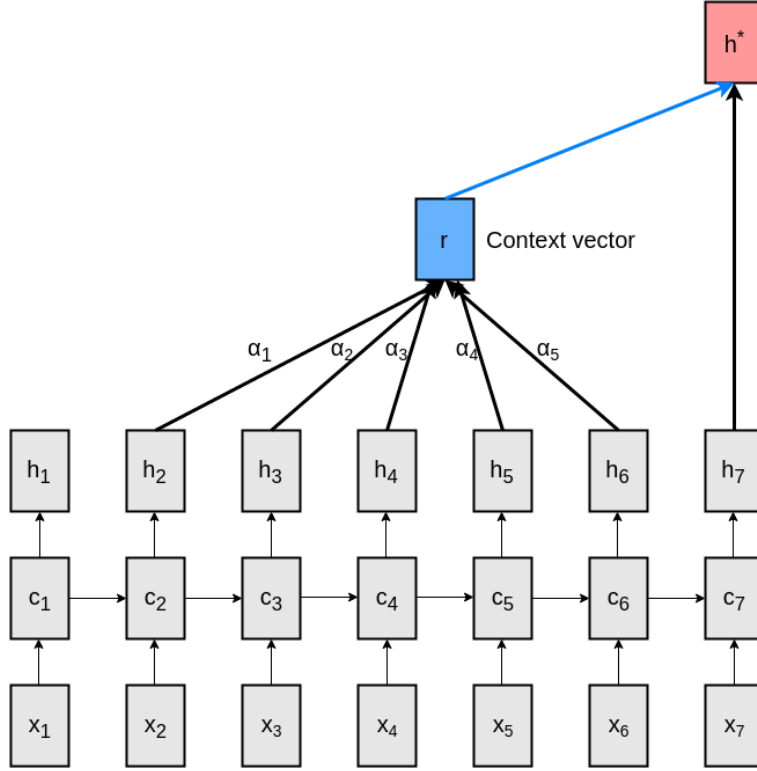 h*
r Context vector
α1 α2 α3 α4 α5
h1 h2 h3 h4 h5 h6 h7
c1 c2 c3 c4 c5 c6 c7
x1 x2 x3 x4 x5 x6 x7